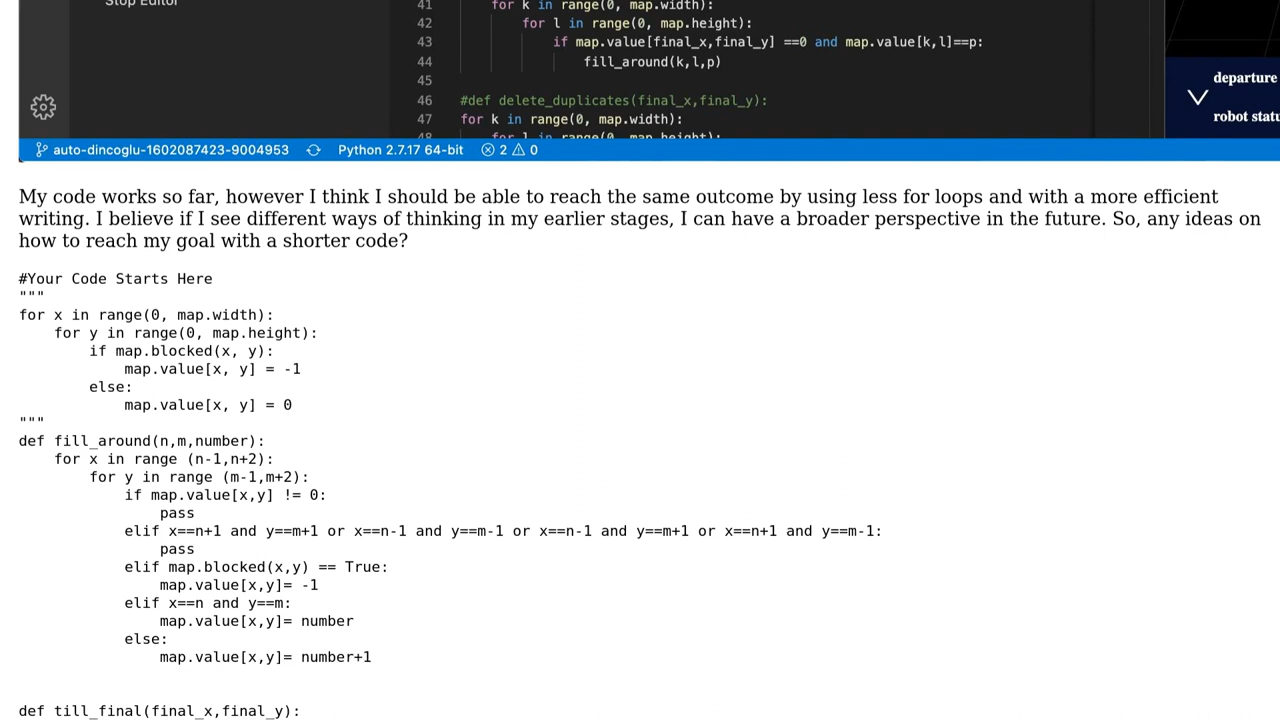 Stop Editor
41 for k in range(0, map.width):
42 for l in range(0, map.height):
43 if map.value[final_x,final_y] ==0 and map.value[k,l]==p:
44 fill_around(k,l,p)
45
46 #def delete_duplicates(final_x,final_y):
47 for k in range(0, map.width):
48 for l in range(0, map.height):
departure
robot statu
auto-dincoglu-1602087423-9004953 Python 2.7.17 64-bit 2 0
My code works so far, however I think I should be able to reach the same outcome by using less for loops and with a more efficient
writing. I believe if I see different ways of thinking in my earlier stages, I can have a broader perspective in the future. So, any ideas on
how to reach my goal with a shorter code?
#Your Code Starts Here
"""
for x in range(0, map.width):
for y in range(0, map.height):
if map.blocked(x, y):
map.value[x, y] = -1
else:
map.value[x, y] = 0
"""
def fill_around(n,m,number):
for x in range (n-1,n+2):
for y in range (m-1,m+2):
if map.value[x,y] != 0:
pass
elif x==n+1 and y==m+1 or x==n-1 and y==m-1 or x==n-1 and y==m+1 or x==n+1 and y==m-1:
pass
elif map.blocked(x,y) == True:
map.value[x,y]= -1
elif x==n and y==m:
map.value[x,y]= number
else:
map.value[x,y]= number+1
def till_final(final_x,final_y):